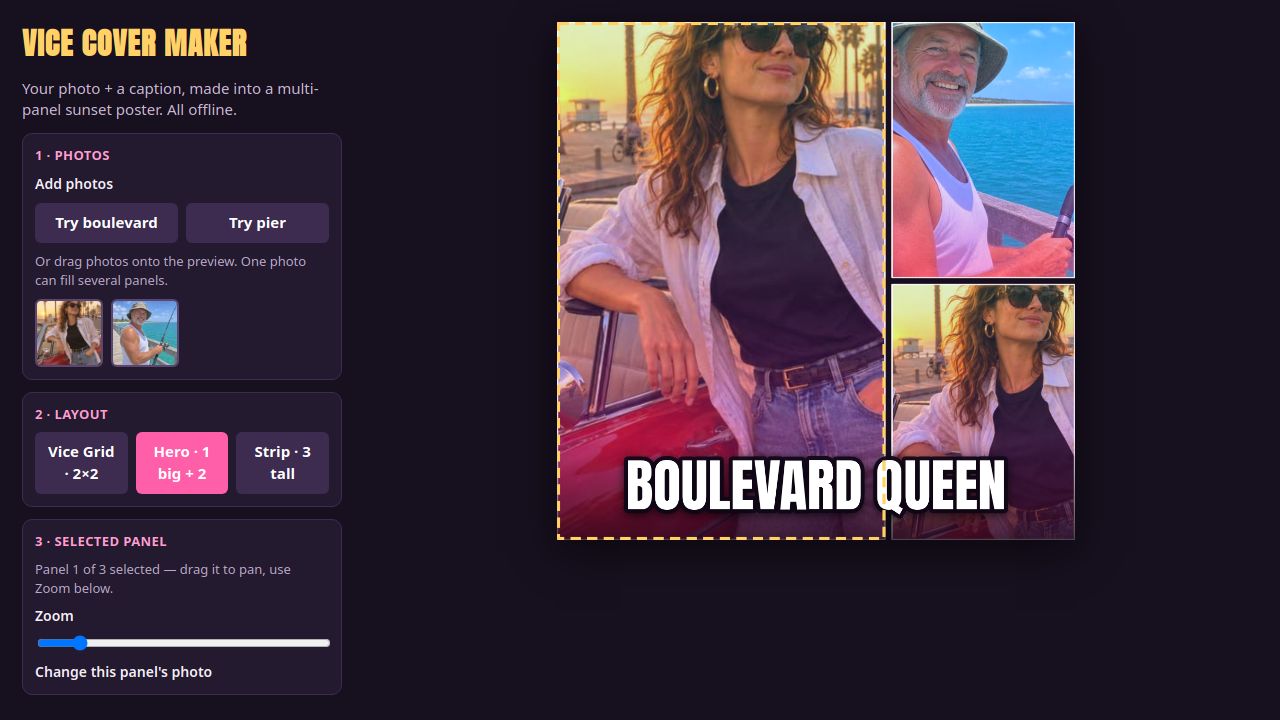 VICE COVER MAKER
Your photo + a caption, made into a multi-
panel sunset poster. All offline.
1 · PHOTOS
Add photos
Try boulevard
Try pier
Or drag photos onto the preview. One photo
can fill several panels.
2 · LAYOUT
Vice Grid
· 2×2
Hero · 1
big + 2
Strip · 3
tall
3 · SELECTED PANEL
Panel 1 of 3 selected — drag it to pan, use
Zoom below.
Zoom
Change this panel's photo
BOULEVARD QUEEN